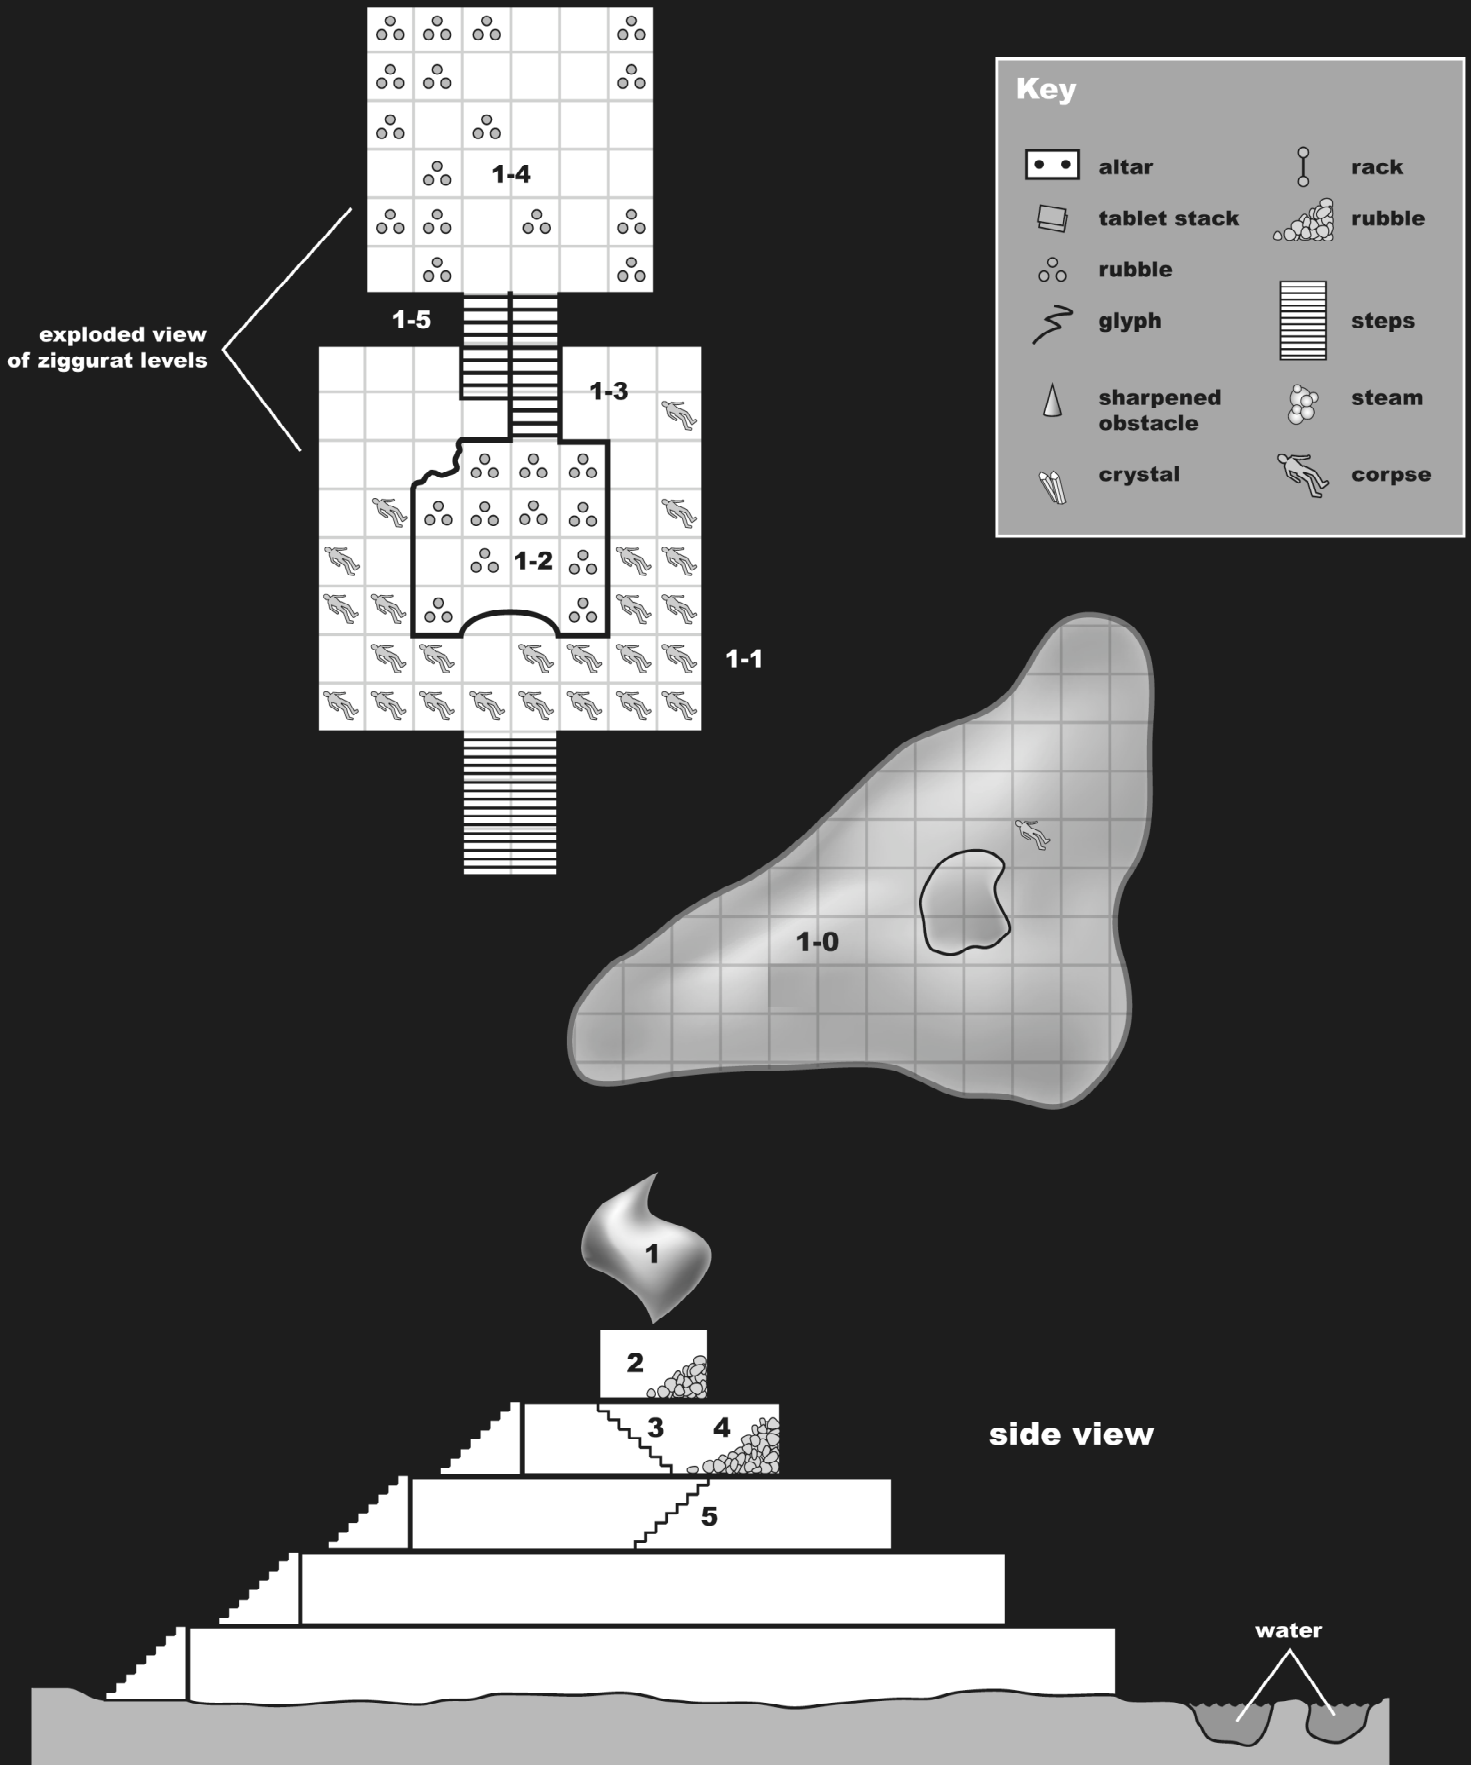 Key
altar
rack
tablet stack
rubble
rubble
glyph
steps
sharpened
obstacle
steam
crystal
corpse
1-4
1-5
exploded view
of ziggurat levels
1-3
1-2
1-1
1-0
1
2
3
4
side view
5
water